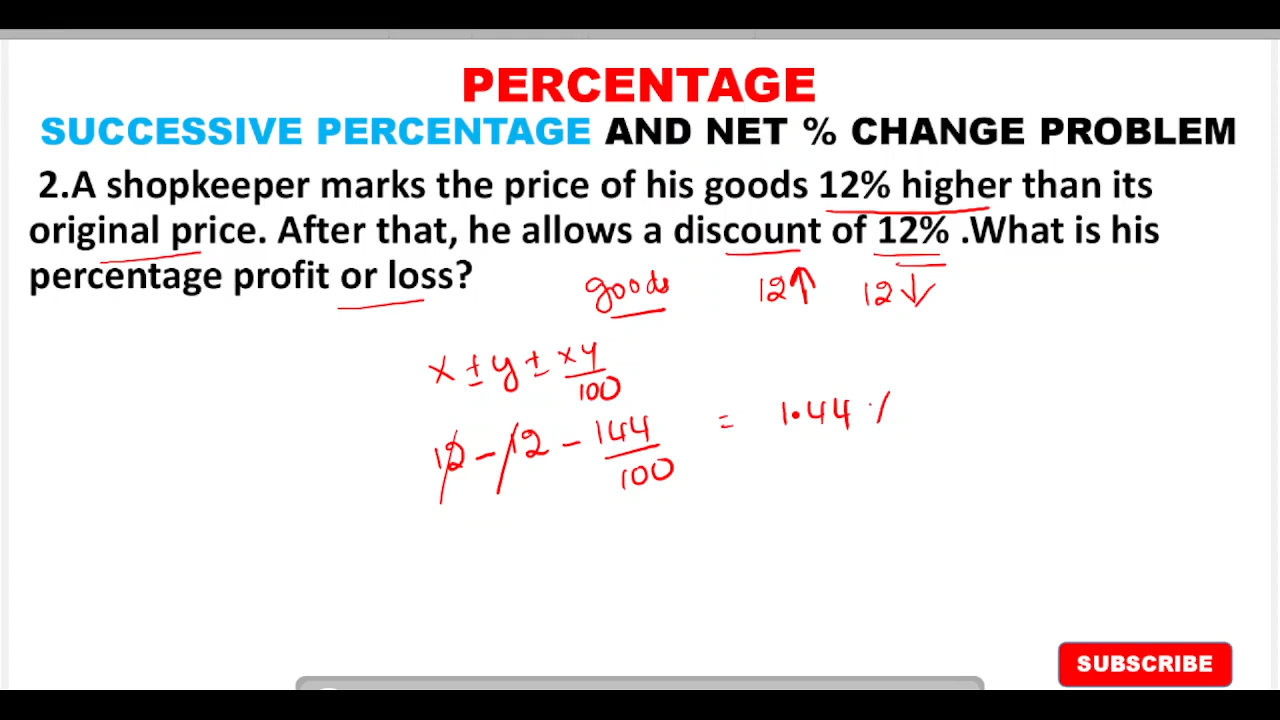 PERCENTAGE
SUCCESSIVE PERCENTAGE AND NET % CHANGE PROBLEM
2.A shopkeeper marks the price of his goods 12% higher than its
original price. After that, he allows a discount of 12% .What is his
percentage profit or loss?
goods 12↑ 12↓
x ± y ± xy/100
12 - 12 - 144/100 = 1.44 %
SUBSCRIBE